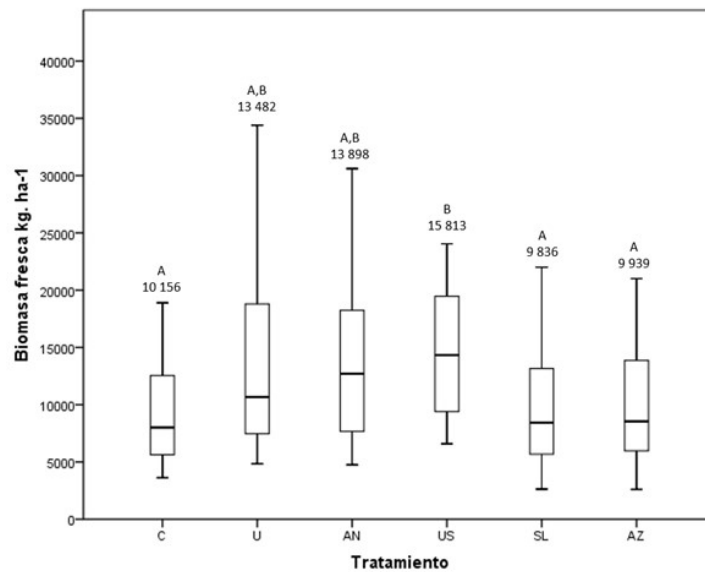 40000
35000
30000
25000
20000
15000
10000
5000
0
Biomasa fresca kg. ha-1
A
10 156
A,B
13 482
A,B
13 898
B
15 813
A
9 836
A
9 939
C U AN US SL AZ
Tratamiento